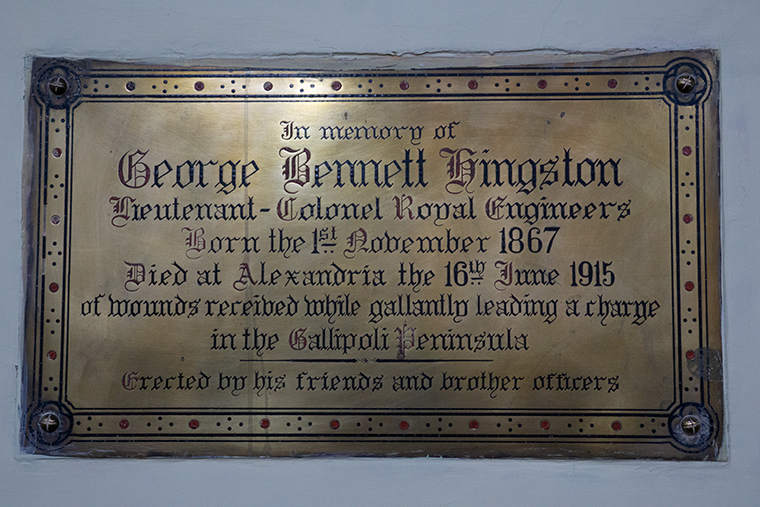 In memory of
George Bennett Hingston
Lieutenant-Colonel Royal Engineers
Born the 1st November 1867
Died at Alexandria the 16th June 1915
of wounds received while gallantly leading a charge
in the Gallipoli Peninsula
Erected by his friends and brother officers